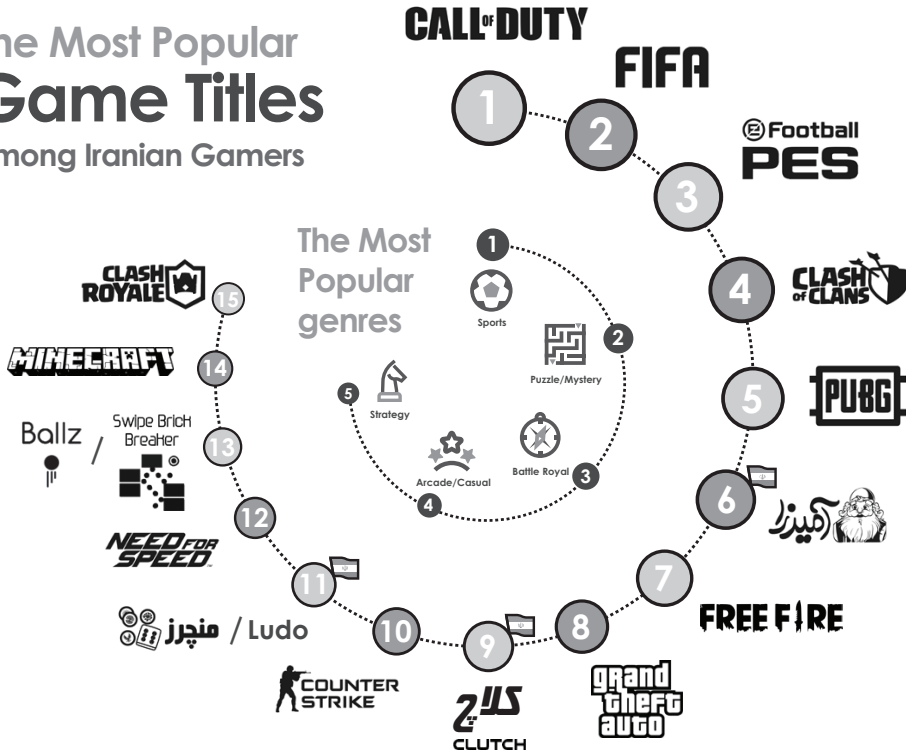 he Most Popular
Game Titles
mong Iranian Gamers
CALL OF DUTY
1
FIFA
2
Football
PES
3
CLASH
OF CLANS
4
PUBG
5
6
آمیرزا
7
FREE FIRE
8
grand
theft
auto
9
کلاچ
CLUTCH
10
COUNTER
STRIKE
11
منچرز / Ludo
12
NEED FOR
SPEED
13
Ballz / Swipe Brick
Breaker
14
MINECRAFT
15
CLASH
ROYALE
The Most
Popular
genres
1
Sports
2
Puzzle/Mystery
3
Battle Royal
4
Arcade/Casual
5
Strategy